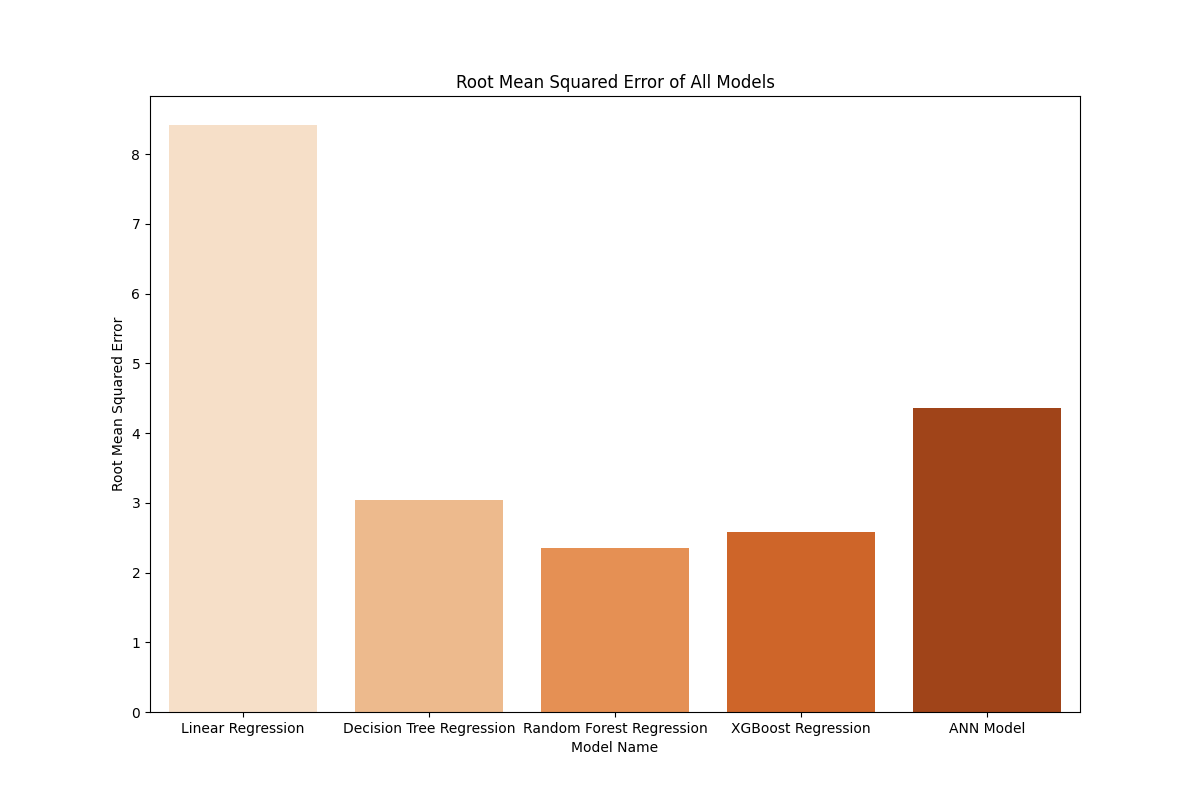 Root Mean Squared Error of All Models
Root Mean Squared Error
8
7
6
5
4
3
2
1
0
Linear Regression
Decision Tree Regression
Random Forest Regression
XGBoost Regression
ANN Model
Model Name